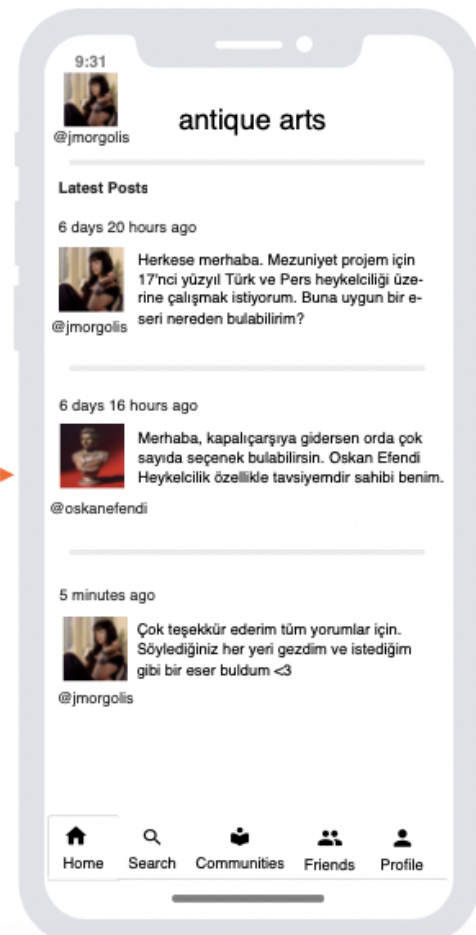 9:31
@jmorgolis
antique arts
Latest Posts
6 days 20 hours ago
Herkese merhaba. Mezuniyet projem için
17'nci yüzyıl Türk ve Pers heykelciliği üze-
rine çalışmak istiyorum. Buna uygun bir e-
seri nereden bulabilirim?
@jmorgolis
6 days 16 hours ago
Merhaba, kapalıçarşıya gidersen orda çok
sayıda seçenek bulabilirsin. Oskan Efendi
Heykelcilik özellikle tavsiyemdir sahibi benim.
@oskanefendi
5 minutes ago
Çok teşekkür ederim tüm yorumlar için.
Söylediğiniz her yeri gezdim ve istediğim
gibi bir eser buldum <3
@jmorgolis
Home Search Communities Friends Profile